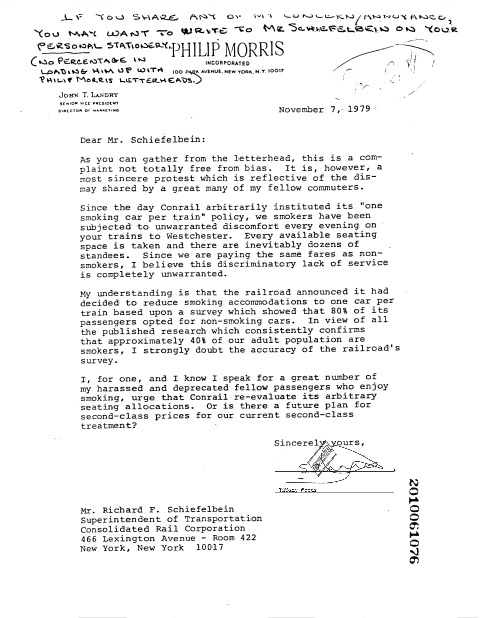 IF YOU SHARE ANY OF MY CONCERN/ANNOYANCE,
YOU MAY WANT TO WRITE TO MR SCHIEFELBEIN ON YOUR
PERSONAL STATIONERY.
(NO PERCENTAGE IN
LOADING HIM UP WITH
PHILIP MORRIS LETTERHEADS.)
PHILIP MORRIS
INCORPORATED
100 PARK AVENUE, NEW YORK, N.Y. 10017
JOHN T. LANDRY
SENIOR VICE PRESIDENT
DIRECTOR OF MARKETING
November 7, 1979
Dear Mr. Schiefelbein:
As you can gather from the letterhead, this is a com-
plaint not totally free from bias. It is, however, a
most sincere protest which is reflective of the dis-
may shared by a great many of my fellow commuters.
Since the day Conrail arbitrarily instituted its "one
smoking car per train" policy, we smokers have been
subjected to unwarranted discomfort every evening on
your trains to Westchester. Every available seating
space is taken and there are inevitably dozens of
standees. Since we are paying the same fares as non-
smokers, I believe this discriminatory lack of service
is completely unwarranted.
My understanding is that the railroad announced it had
decided to reduce smoking accommodations to one car per
train based upon a survey which showed that 80% of its
passengers opted for non-smoking cars. In view of all
the published research which consistently confirms
that approximately 40% of our adult population are
smokers, I strongly doubt the accuracy of the railroad's
survey.
I, for one, and I know I speak for a great number of
my harassed and deprecated fellow passengers who enjoy
smoking, urge that Conrail re-evaluate its arbitrary
seating allocations. Or is there a future plan for
second-class prices for our current second-class
treatment?
Sincerely yours,
Mr. Richard F. Schiefelbein
Superintendent of Transportation
Consolidated Rail Corporation
466 Lexington Avenue - Room 422
New York, New York 10017
2010061076